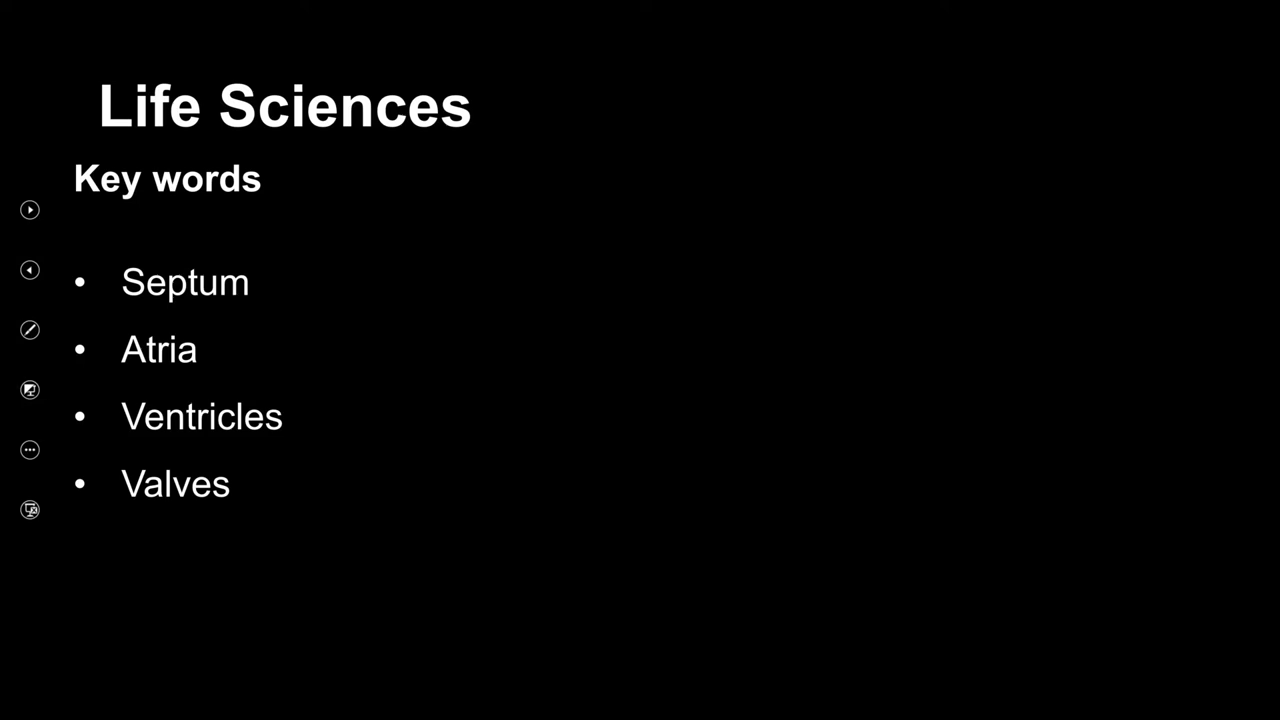 Life Sciences
Key words
• Septum
• Atria
• Ventricles
• Valves